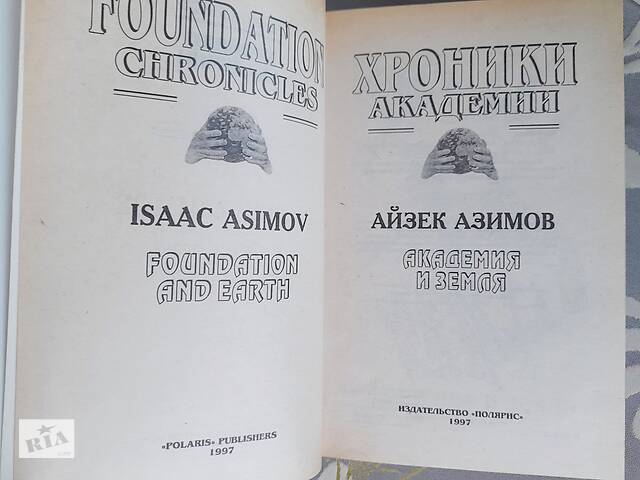 FOUNDATION
CHRONICLES
ISAAC ASIMOV
FOUNDATION
AND EARTH
«POLARIS» PUBLISHERS
1997
ХРОНИКИ
АКАДЕМИИ
АЙЗЕК АЗИМОВ
АКАДЕМИЯ
И ЗЕМЛЯ
ИЗДАТЕЛЬСТВО «ПОЛЯРИС»
1997
RIA